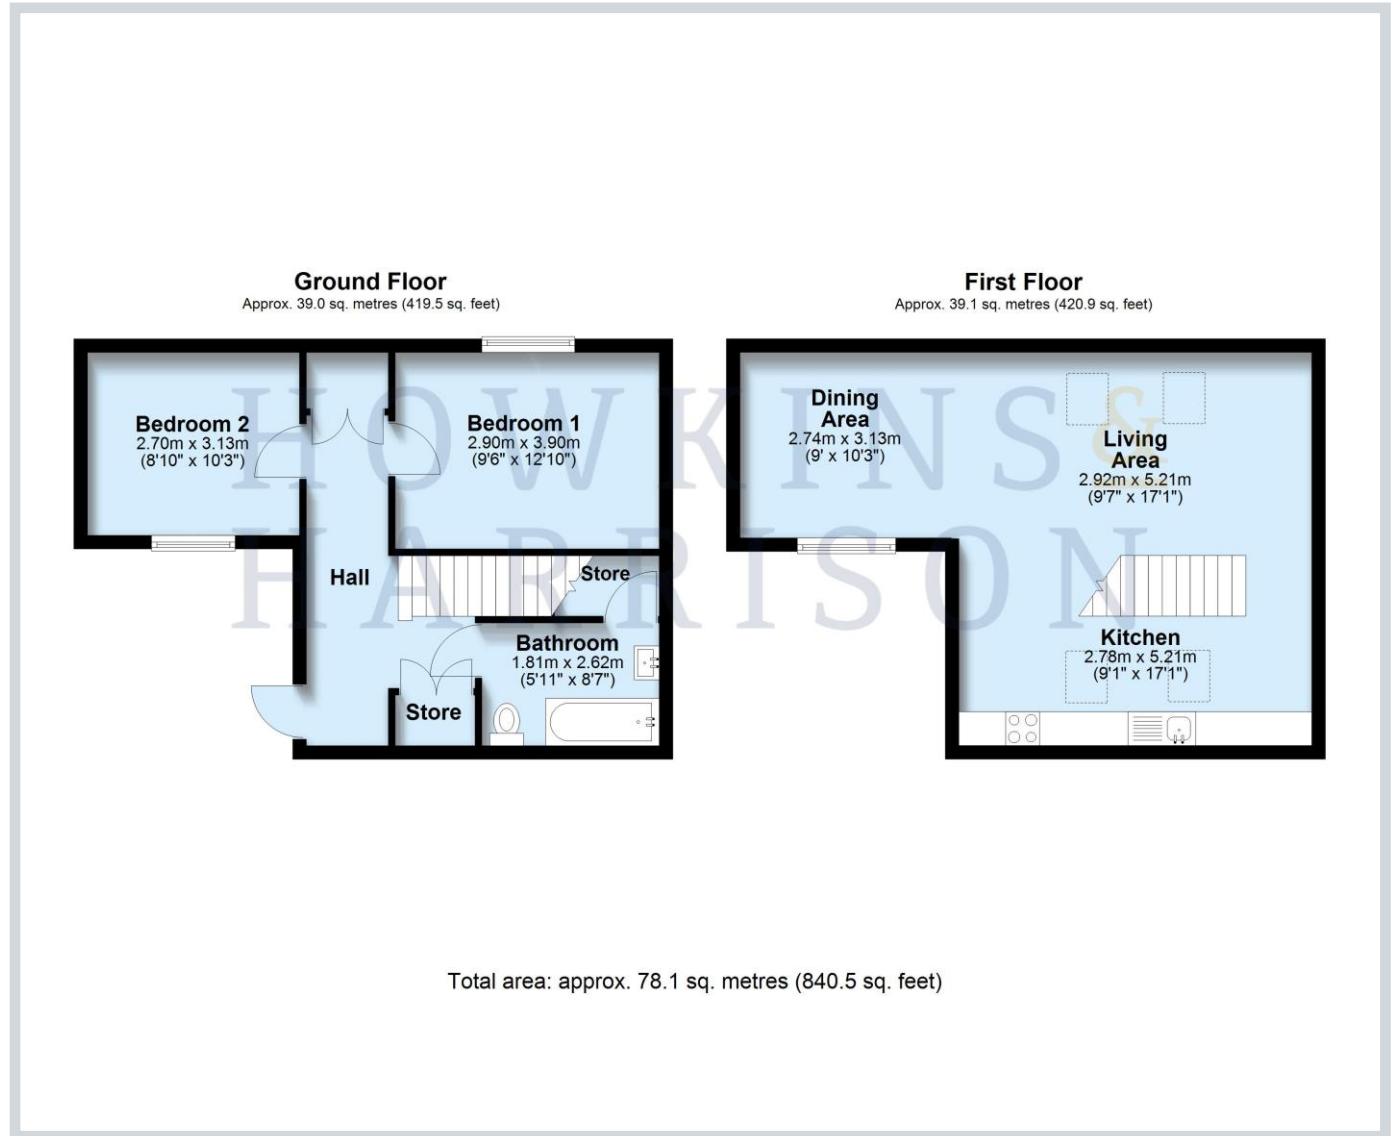 Ground Floor
Approx. 39.0 sq. metres (419.5 sq. feet)
Bedroom 2
2.70m x 3.13m
(8'10" x 10'3")
Bedroom 1
2.90m x 3.90m
(9'6" x 12'10")
Hall
Store
Bathroom
1.81m x 2.62m
(5'11" x 8'7")
Store
First Floor
Approx. 39.1 sq. metres (420.9 sq. feet)
Dining
Area
2.74m x 3.13m
(9' x 10'3")
Living
Area
2.92m x 5.21m
(9'7" x 17'1")
Kitchen
2.78m x 5.21m
(9'1" x 17'1")
HOWKINS &
HARRISON
Total area: approx. 78.1 sq. metres (840.5 sq. feet)